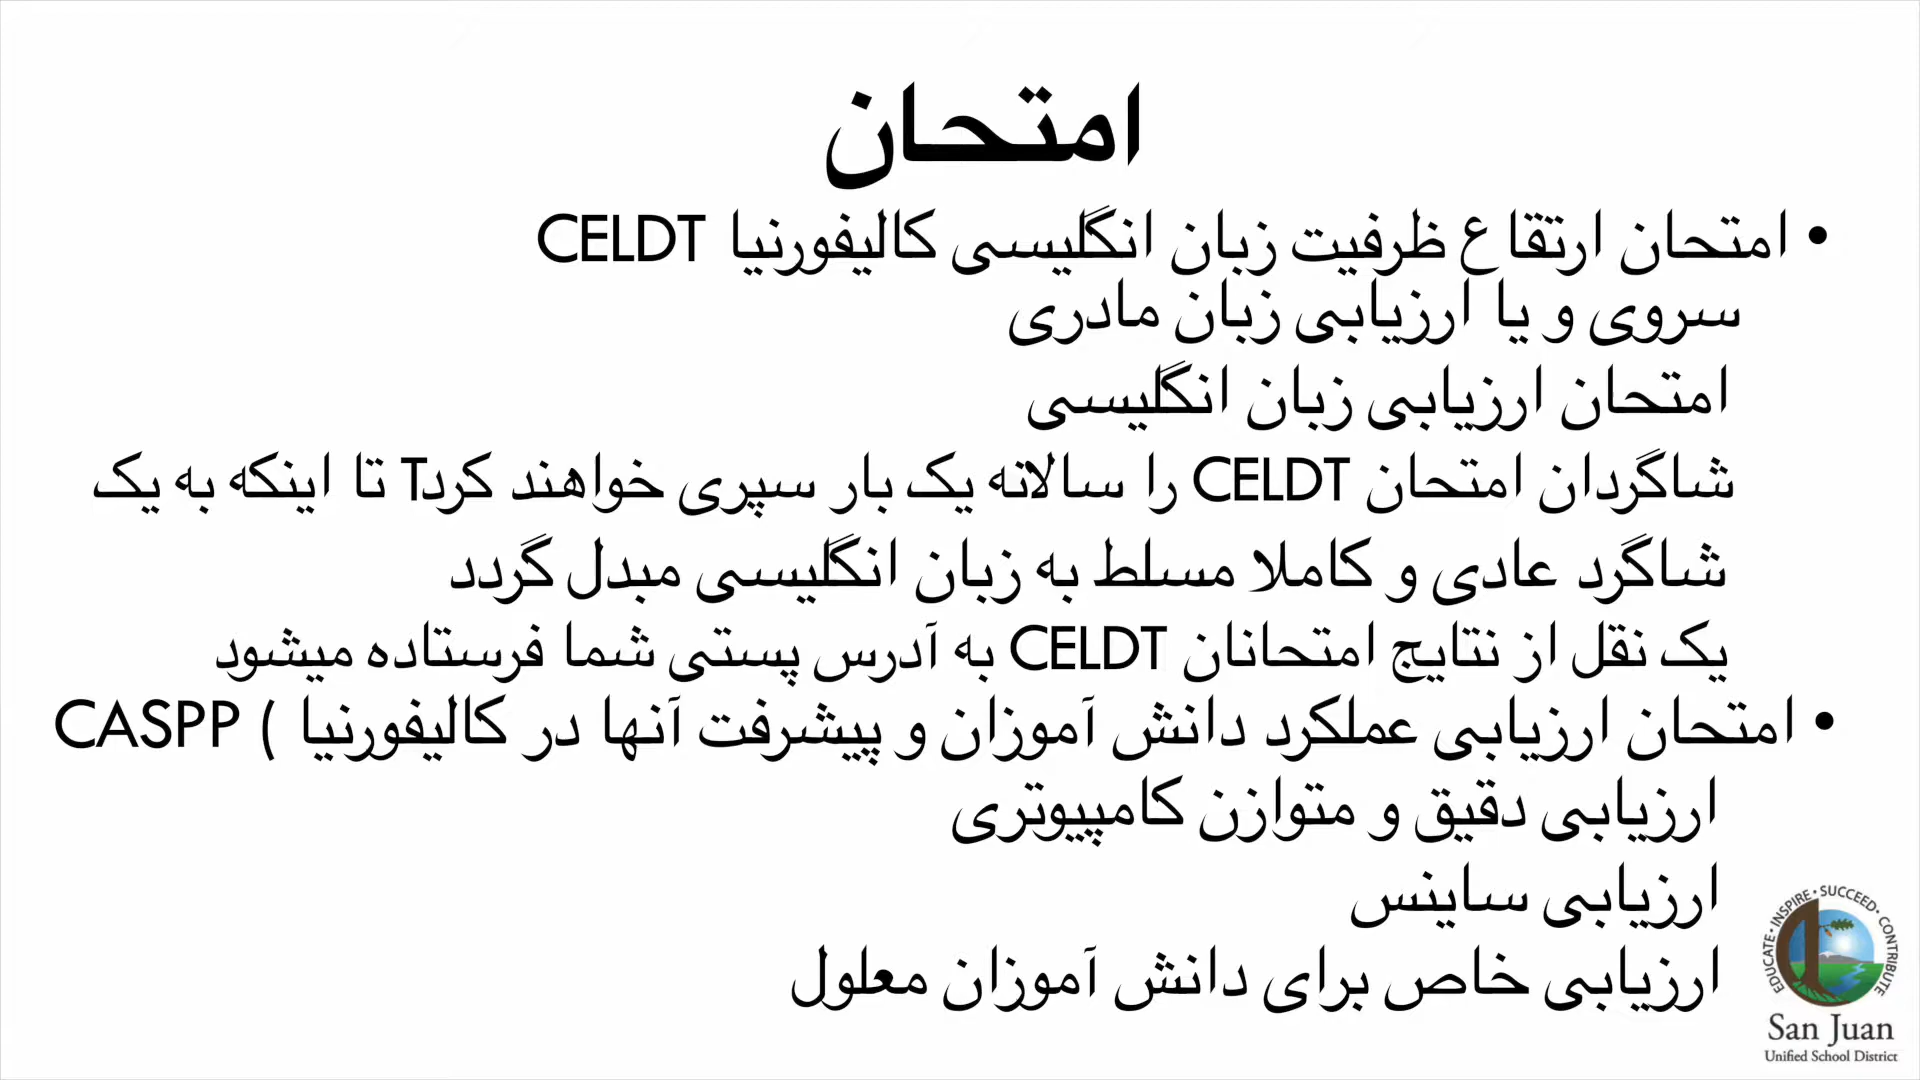 امتحان
• امتحان ارتقاع ظرفیت زبان انگلیسی کالیفورنیا CELDT
سروی و یا ارزیابی زبان مادری
امتحان ارزیابی زبان انگلیسی
شاگردان امتحان CELDT را سالانه یک بار سپری خواهند کردT تا اینکه به یک
شاگرد عادی و کاملا مسلط به زبان انگلیسی مبدل گردد
یک نقل از نتایج امتحانان CELDT به آدرس پستی شما فرستاده میشود
• امتحان ارزیابی عملکرد دانش آموزان و پیشرفت آنها در کالیفورنیا ( CASPP
ارزیابی دقیق و متوازن کامپیوتری
ارزیابی ساینس
ارزیابی خاص برای دانش آموزان معلول
EDUCATE • INSPIRE • SUCCEED • CONTRIBUTE
San Juan
Unified School District